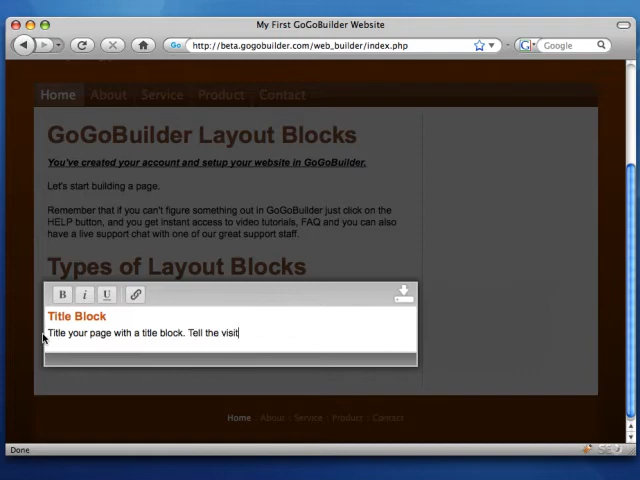 My First GoGoBuilder Website
Go http://beta.gogobuilder.com/web_builder/index.php
G Google
Home About Service Product Contact
GoGoBuilder Layout Blocks
You've created your account and setup your website in GoGoBuilder.
Let's start building a page.
Remember that if you can't figure something out in GoGoBuilder just click on the
HELP button, and you get instant access to video tutorials, FAQ and you can also
have a live support chat with one of our great support staff.
Types of Layout Blocks
B i U
Title Block
Title your page with a title block. Tell the visit
Home : About : Service : Product : Contact
Done